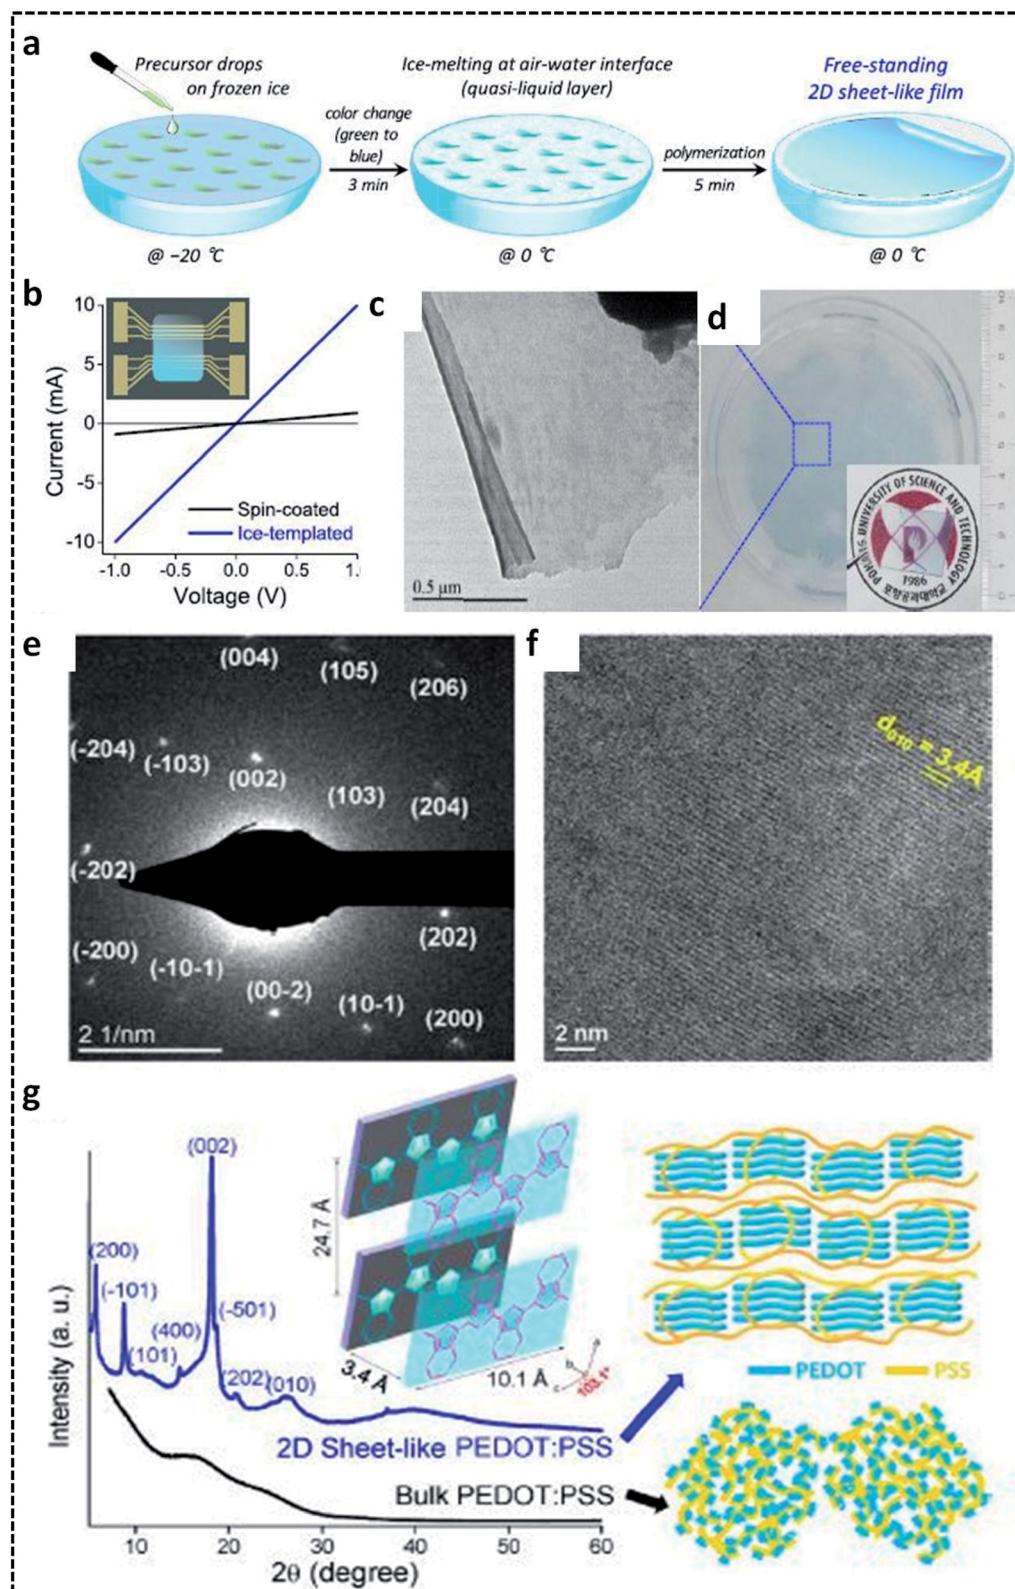 a
Precursor drops
on frozen ice
color change
(green to
blue)
3 min
Ice-melting at air-water interface
(quasi-liquid layer)
polymerization
5 min
Free-standing
2D sheet-like film
@ −20 °C
@ 0 °C
@ 0 °C
b
Current (mA)
10
5
0
-5
-10
Spin-coated
Ice-templated
-1.0
-0.5
0.0
0.5
1.
Voltage (V)
c
0.5 μm
d
POHANG UNIVERSITY OF SCIENCE AND TECHNOLOGY
1986
e
(004)
(105)
(206)
(-204)
(-103)
(002)
(103)
(204)
(-202)
(202)
(-200)
(-10-1)
(00-2)
(10-1)
(200)
2 1/nm
f
d010 = 3.4Å
2 nm
g
Intensity (a. u.)
(002)
(200)
(-101)
(-501)
(400)
(101)
(202)
(010)
24.7 Å
3.4 Å
10.1 Å
a
b
c
103.1°
PEDOT
PSS
2D Sheet-like PEDOT:PSS
Bulk PEDOT:PSS
10
20
30
40
50
60
2θ (degree)